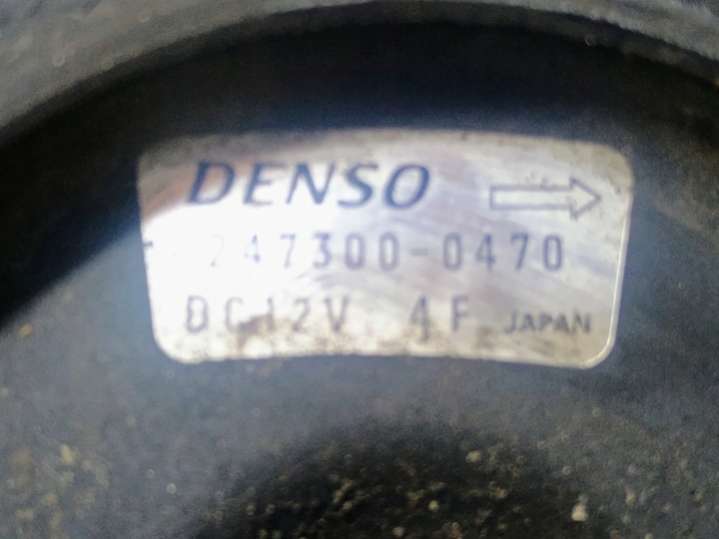 DENSO
247300-0470
DC12V 4F JAPAN